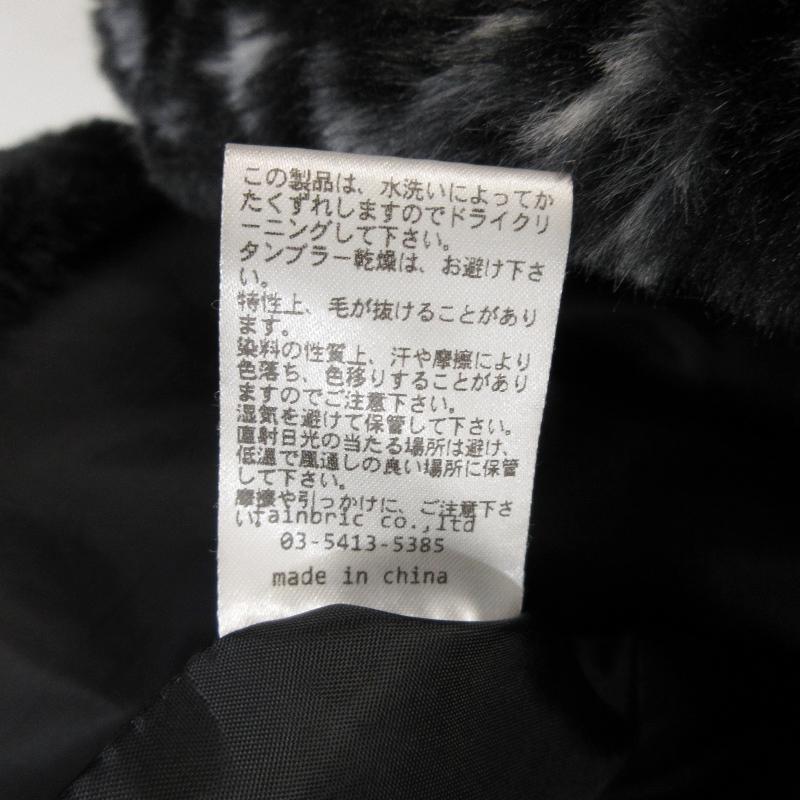 この製品は、水洗いによってか
たくずれしますのでドライクリ
ーニングして下さい。
タンブラー乾燥は、お避け下さ
い。
特性上、毛が抜けることがあり
ます。
染料の性質上、汗や摩擦により
色落ち、色移りすることがあり
ますのでご注意下さい。
湿気を避けて保管して下さい。
直射日光の当たる場所は避け、
低温で風通しの良い場所に保管
して下さい。
摩擦や引っかけに、ご注意下さ
い。
rainbric co.,ltd
03-5413-5385
made in china